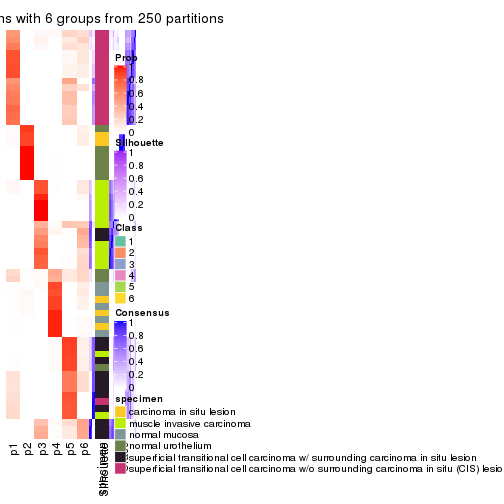 ns with 6 groups from 250 partitions
Prop
1
0.8
0.6
0.4
0.2
0
Silhouette
1
0.8
0.6
0.4
0.2
0
Class
1
2
3
4
5
6
Consensus
1
0.8
0.6
0.4
0.2
0
specimen
carcinoma in situ lesion
muscle invasive carcinoma
normal mucosa
normal urothelium
superficial transitional cell carcinoma w/ surrounding carcinoma in situ
superficial transitional cell carcinoma w/o surrounding carcinoma in situ (CIS) lesio
p1
p2
p3
p4
p5
p6
Silhouette
specimen